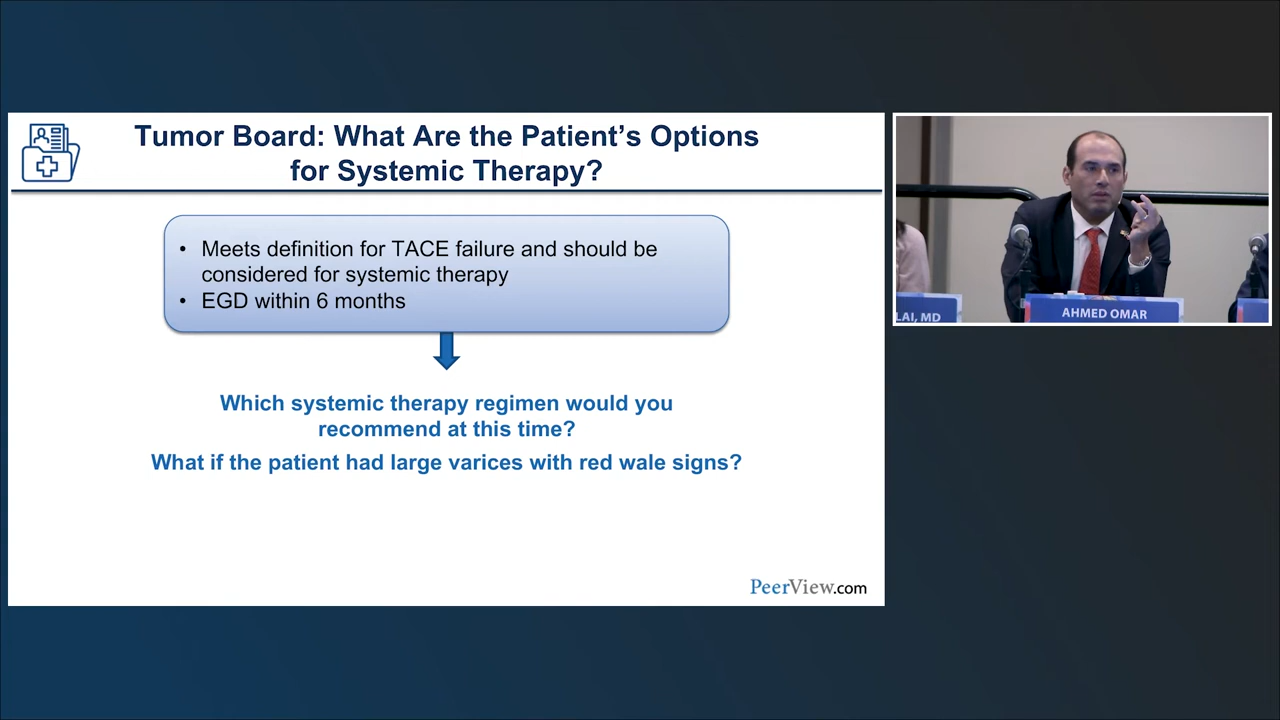 Tumor Board: What Are the Patient's Options
for Systemic Therapy?
• Meets definition for TACE failure and should be
considered for systemic therapy
• EGD within 6 months
Which systemic therapy regimen would you
recommend at this time?
What if the patient had large varices with red wale signs?
PeerView.com
LAI, MD
AHMED OMAR